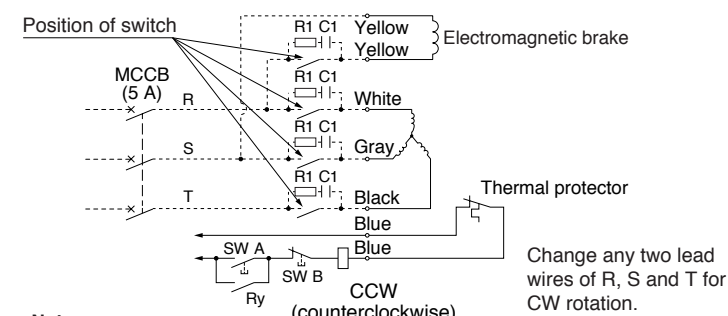 Position of switch
R1 C1
Yellow
Yellow
Electromagnetic brake
MCCB
(5 A)
R
R1 C1
White
S
R1 C1
Gray
T
R1 C1
Black
Thermal protector
Blue
Blue
SW A
SW B
Ry
CCW
(counterclockwise)
Change any two lead
wires of R, S and T for
CW rotation.